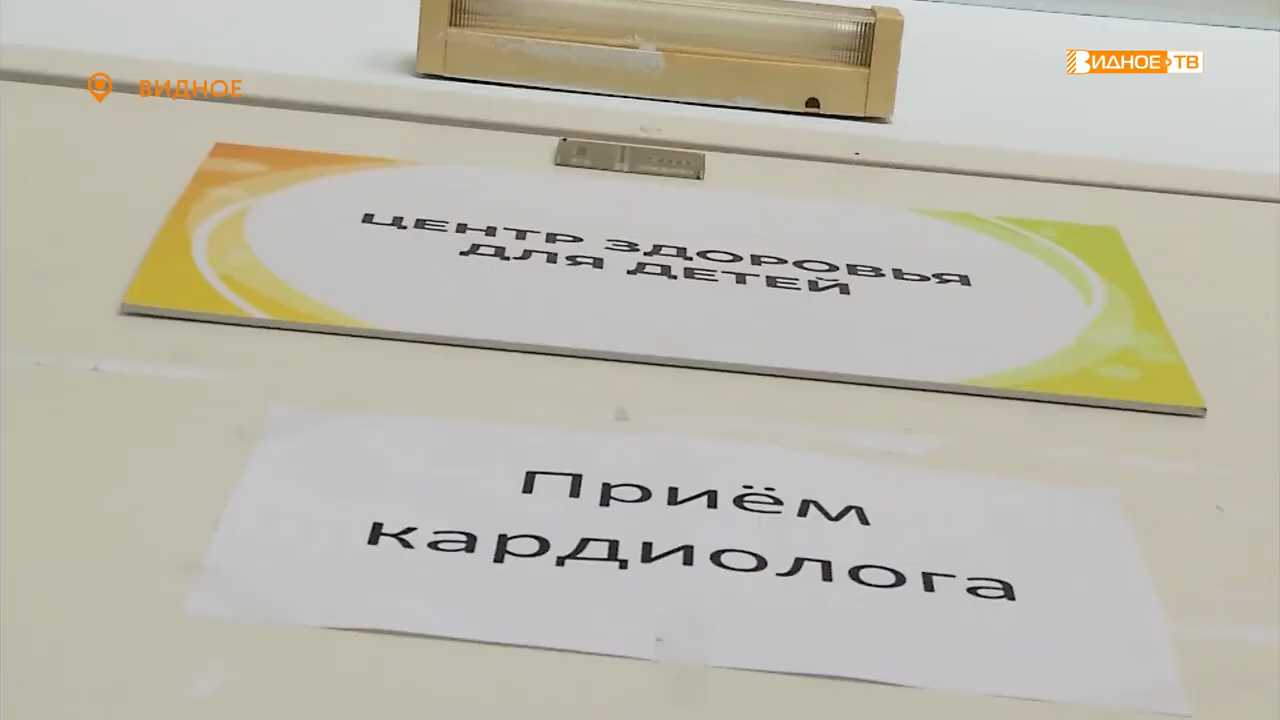 ВИДНОЕ
ВИДНОЕ ТВ
ЦЕНТР ЗДОРОВЬЯ
ДЛЯ ДЕТЕЙ
Приём
кардиолога